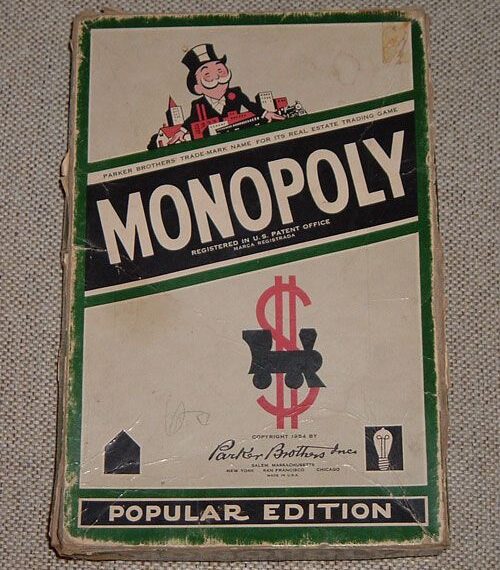 PARKER BROTHERS' TRADE-MARK NAME FOR ITS REAL ESTATE TRADING GAME
MONOPOLY
REGISTERED IN U.S. PATENT OFFICE
MARCA REGISTRADA
COPYRIGHT 1954 BY
Parker Brothers Inc.
SALEM, MASSACHUSETTS
NEW YORK SAN FRANCISCO CHICAGO
MADE IN U.S.A.
POPULAR EDITION